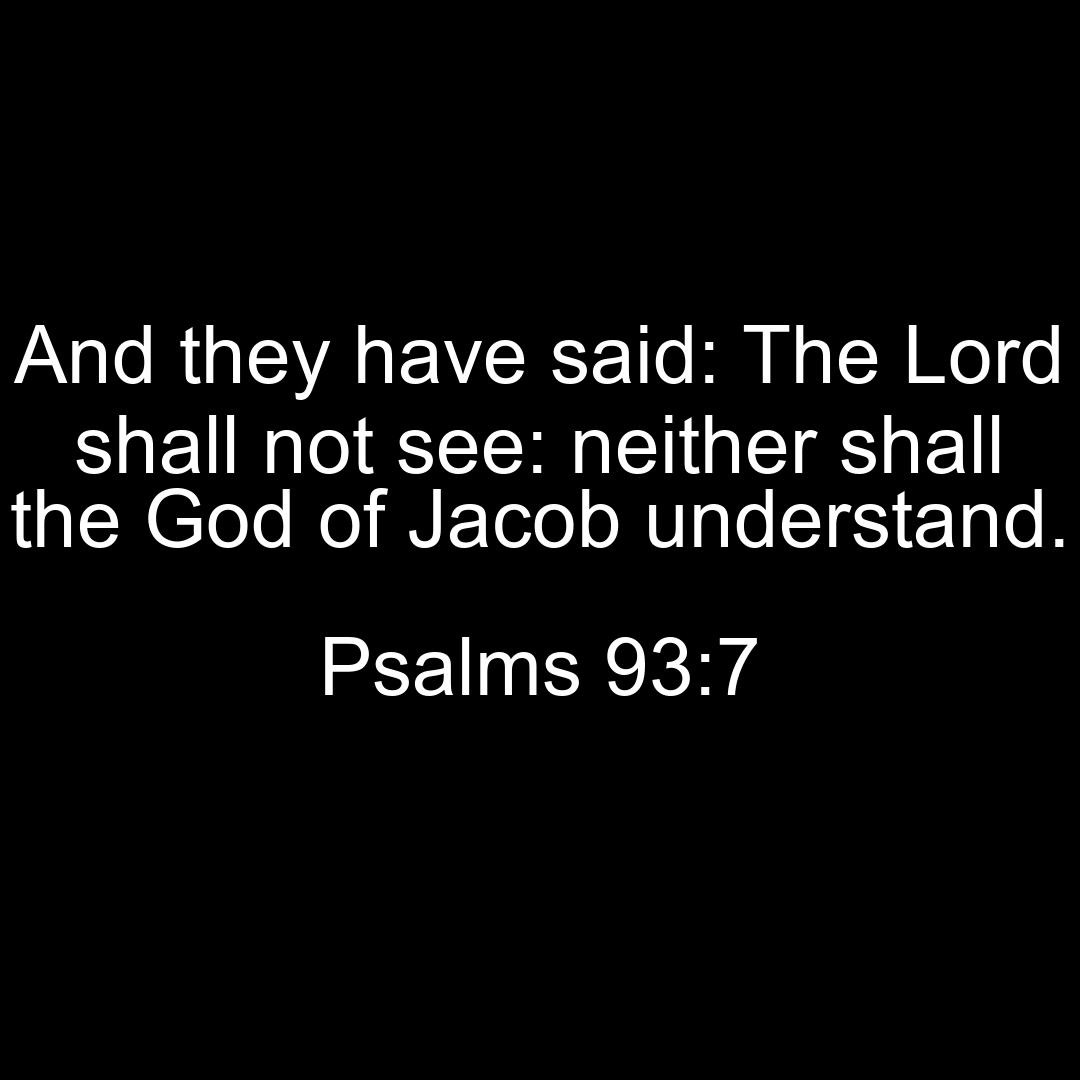 And they have said: The Lord
shall not see: neither shall
the God of Jacob understand.
Psalms 93:7